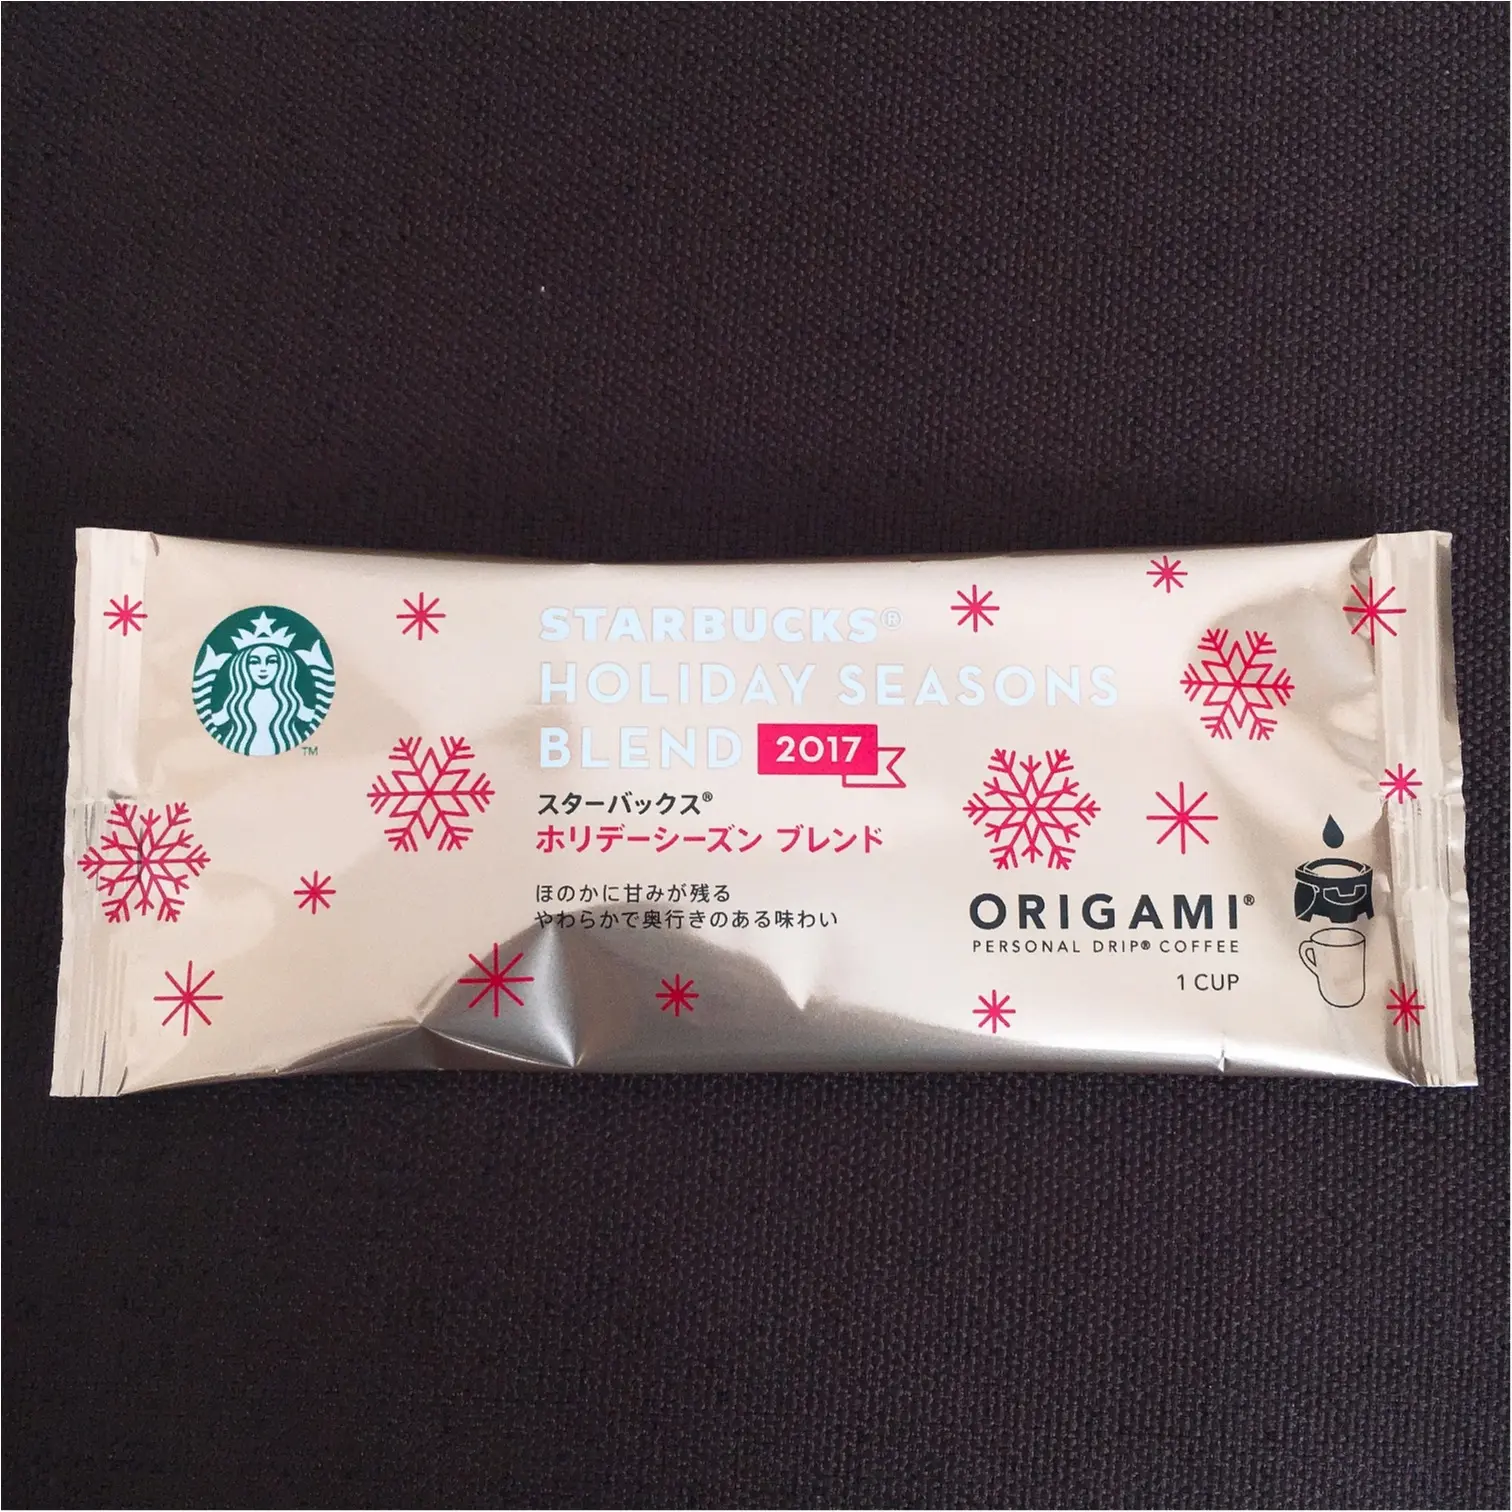 STARBUCKS®
HOLIDAY SEASONS
BLEND 2017
スターバックス®
ホリデーシーズン ブレンド
ほのかに甘みが残る
やわらかで奥行きのある味わい
TM
ORIGAMI®
PERSONAL DRIP® COFFEE
1 CUP